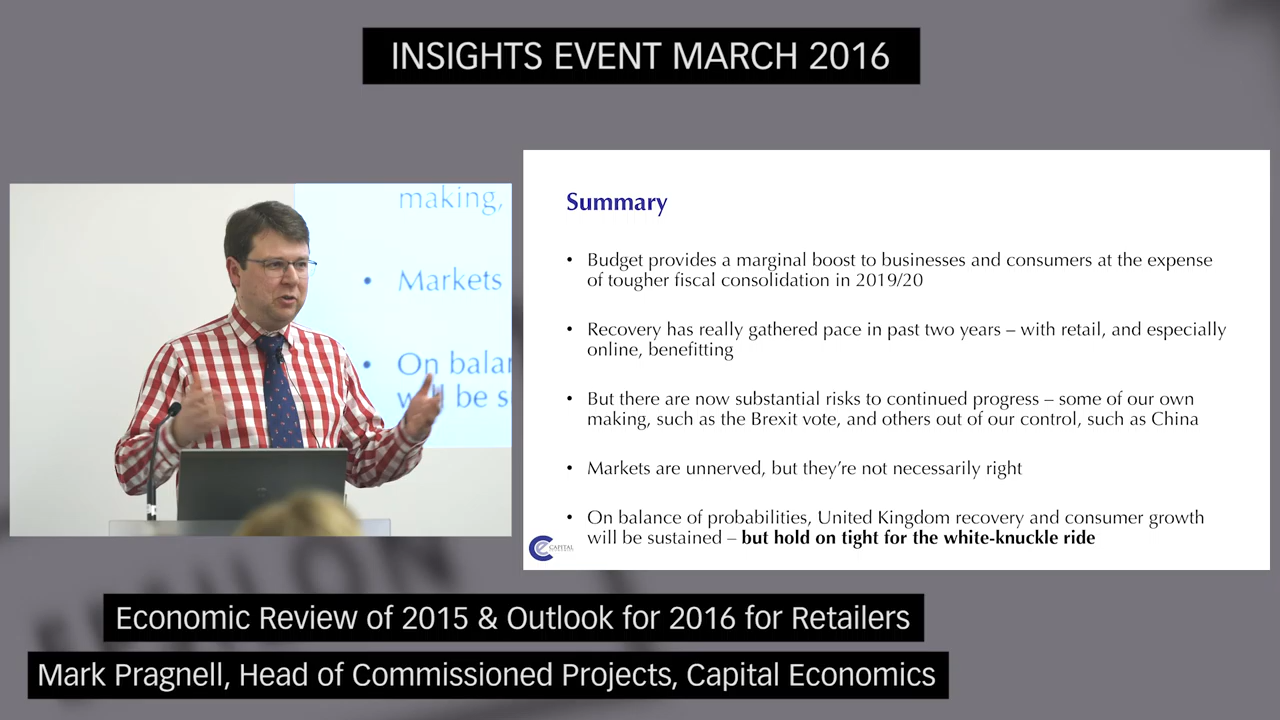 INSIGHTS EVENT MARCH 2016
making,
• Markets
• On balan
will be s
Summary
• Budget provides a marginal boost to businesses and consumers at the expense
of tougher fiscal consolidation in 2019/20
• Recovery has really gathered pace in past two years – with retail, and especially
online, benefitting
• But there are now substantial risks to continued progress – some of our own
making, such as the Brexit vote, and others out of our control, such as China
• Markets are unnerved, but they're not necessarily right
• On balance of probabilities, United Kingdom recovery and consumer growth
will be sustained – but hold on tight for the white-knuckle ride
CAPITAL
Economic Review of 2015 & Outlook for 2016 for Retailers
Mark Pragnell, Head of Commissioned Projects, Capital Economics